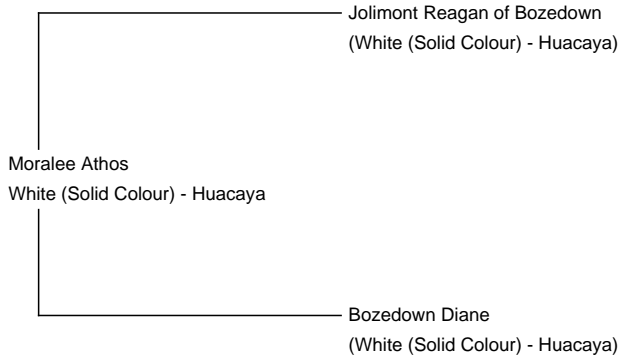 Jolimont Reagan of Bozedown
(White (Solid Colour) - Huacaya)
Moralee Athos
White (Solid Colour) - Huacaya
Bozedown Diane
(White (Solid Colour) - Huacaya)